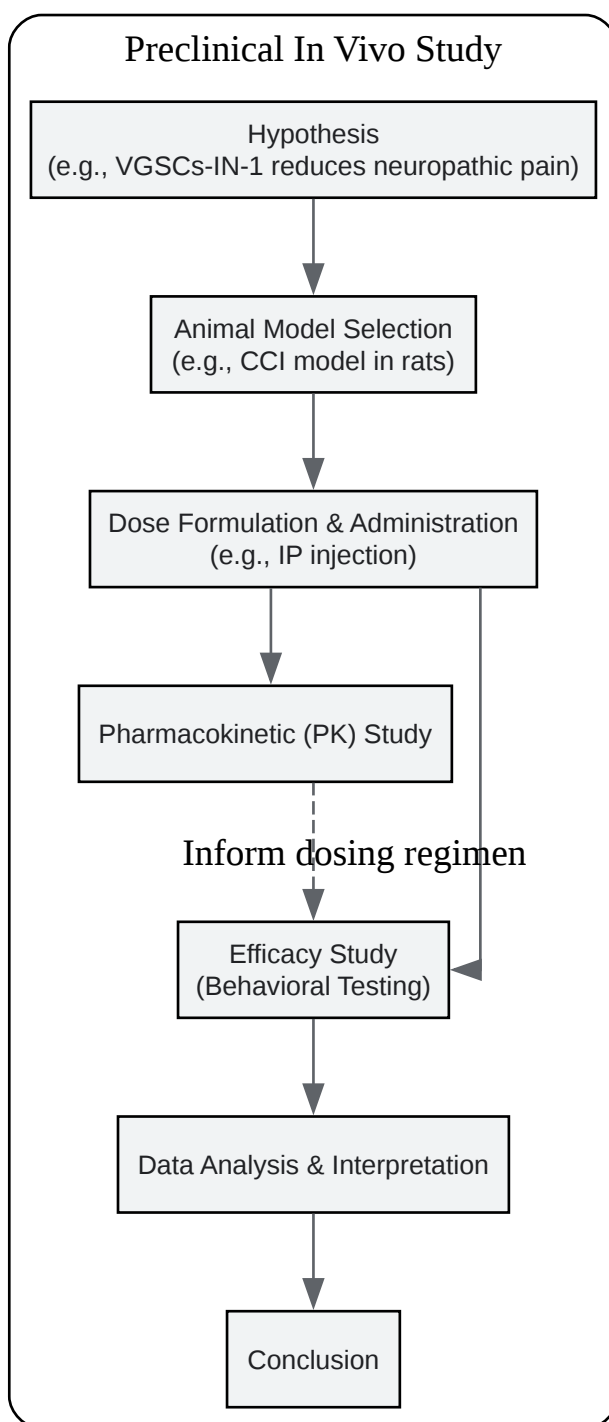 Preclinical In Vivo Study
Hypothesis
(e.g., VGSCs-IN-1 reduces neuropathic pain)
Animal Model Selection
(e.g., CCI model in rats)
Dose Formulation & Administration
(e.g., IP injection)
Pharmacokinetic (PK) Study
Inform dosing regimen
Efficacy Study
(Behavioral Testing)
Data Analysis & Interpretation
Conclusion